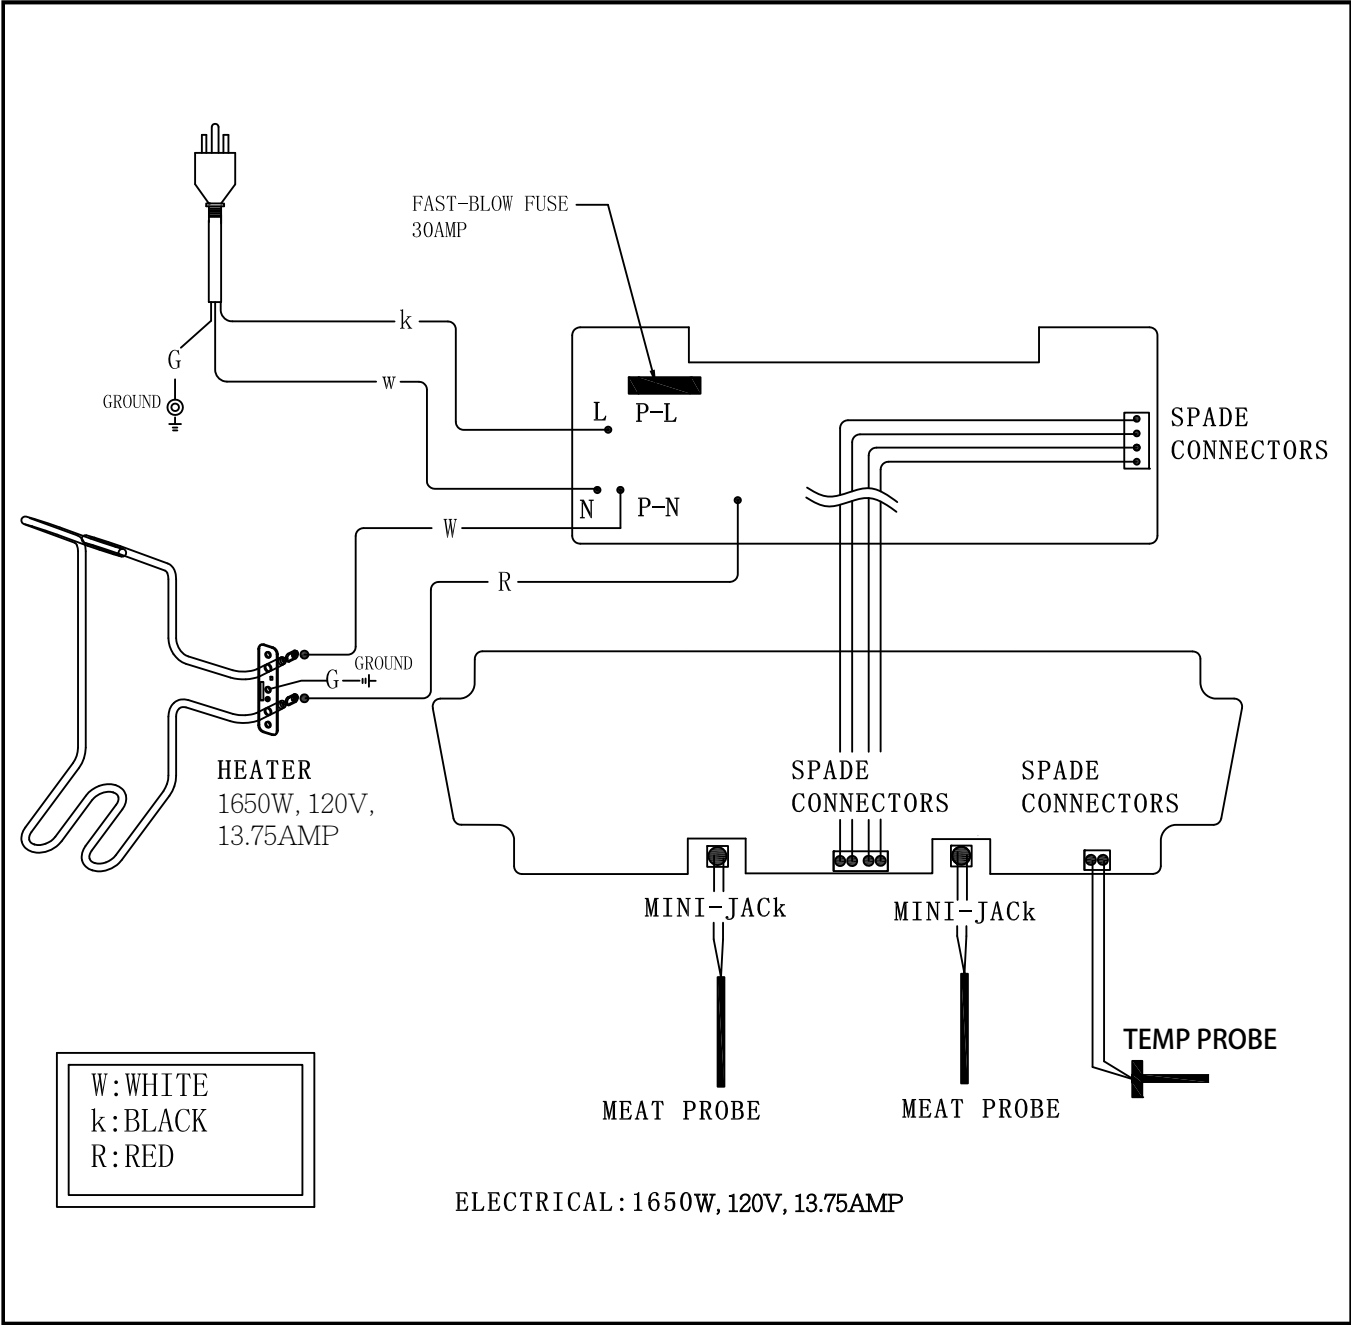 FAST-BLOW FUSE
30AMP
k
G
W
GROUND
L
P-L
SPADE
CONNECTORS
N
P-N
W
R
GROUND
G
HEATER
1650W, 120V,
13.75AMP
SPADE
CONNECTORS
SPADE
CONNECTORS
MINI-JACk
MINI-JACk
TEMP PROBE
MEAT PROBE
MEAT PROBE
W:WHITE
k:BLACK
R:RED
ELECTRICAL:1650W, 120V, 13.75AMP